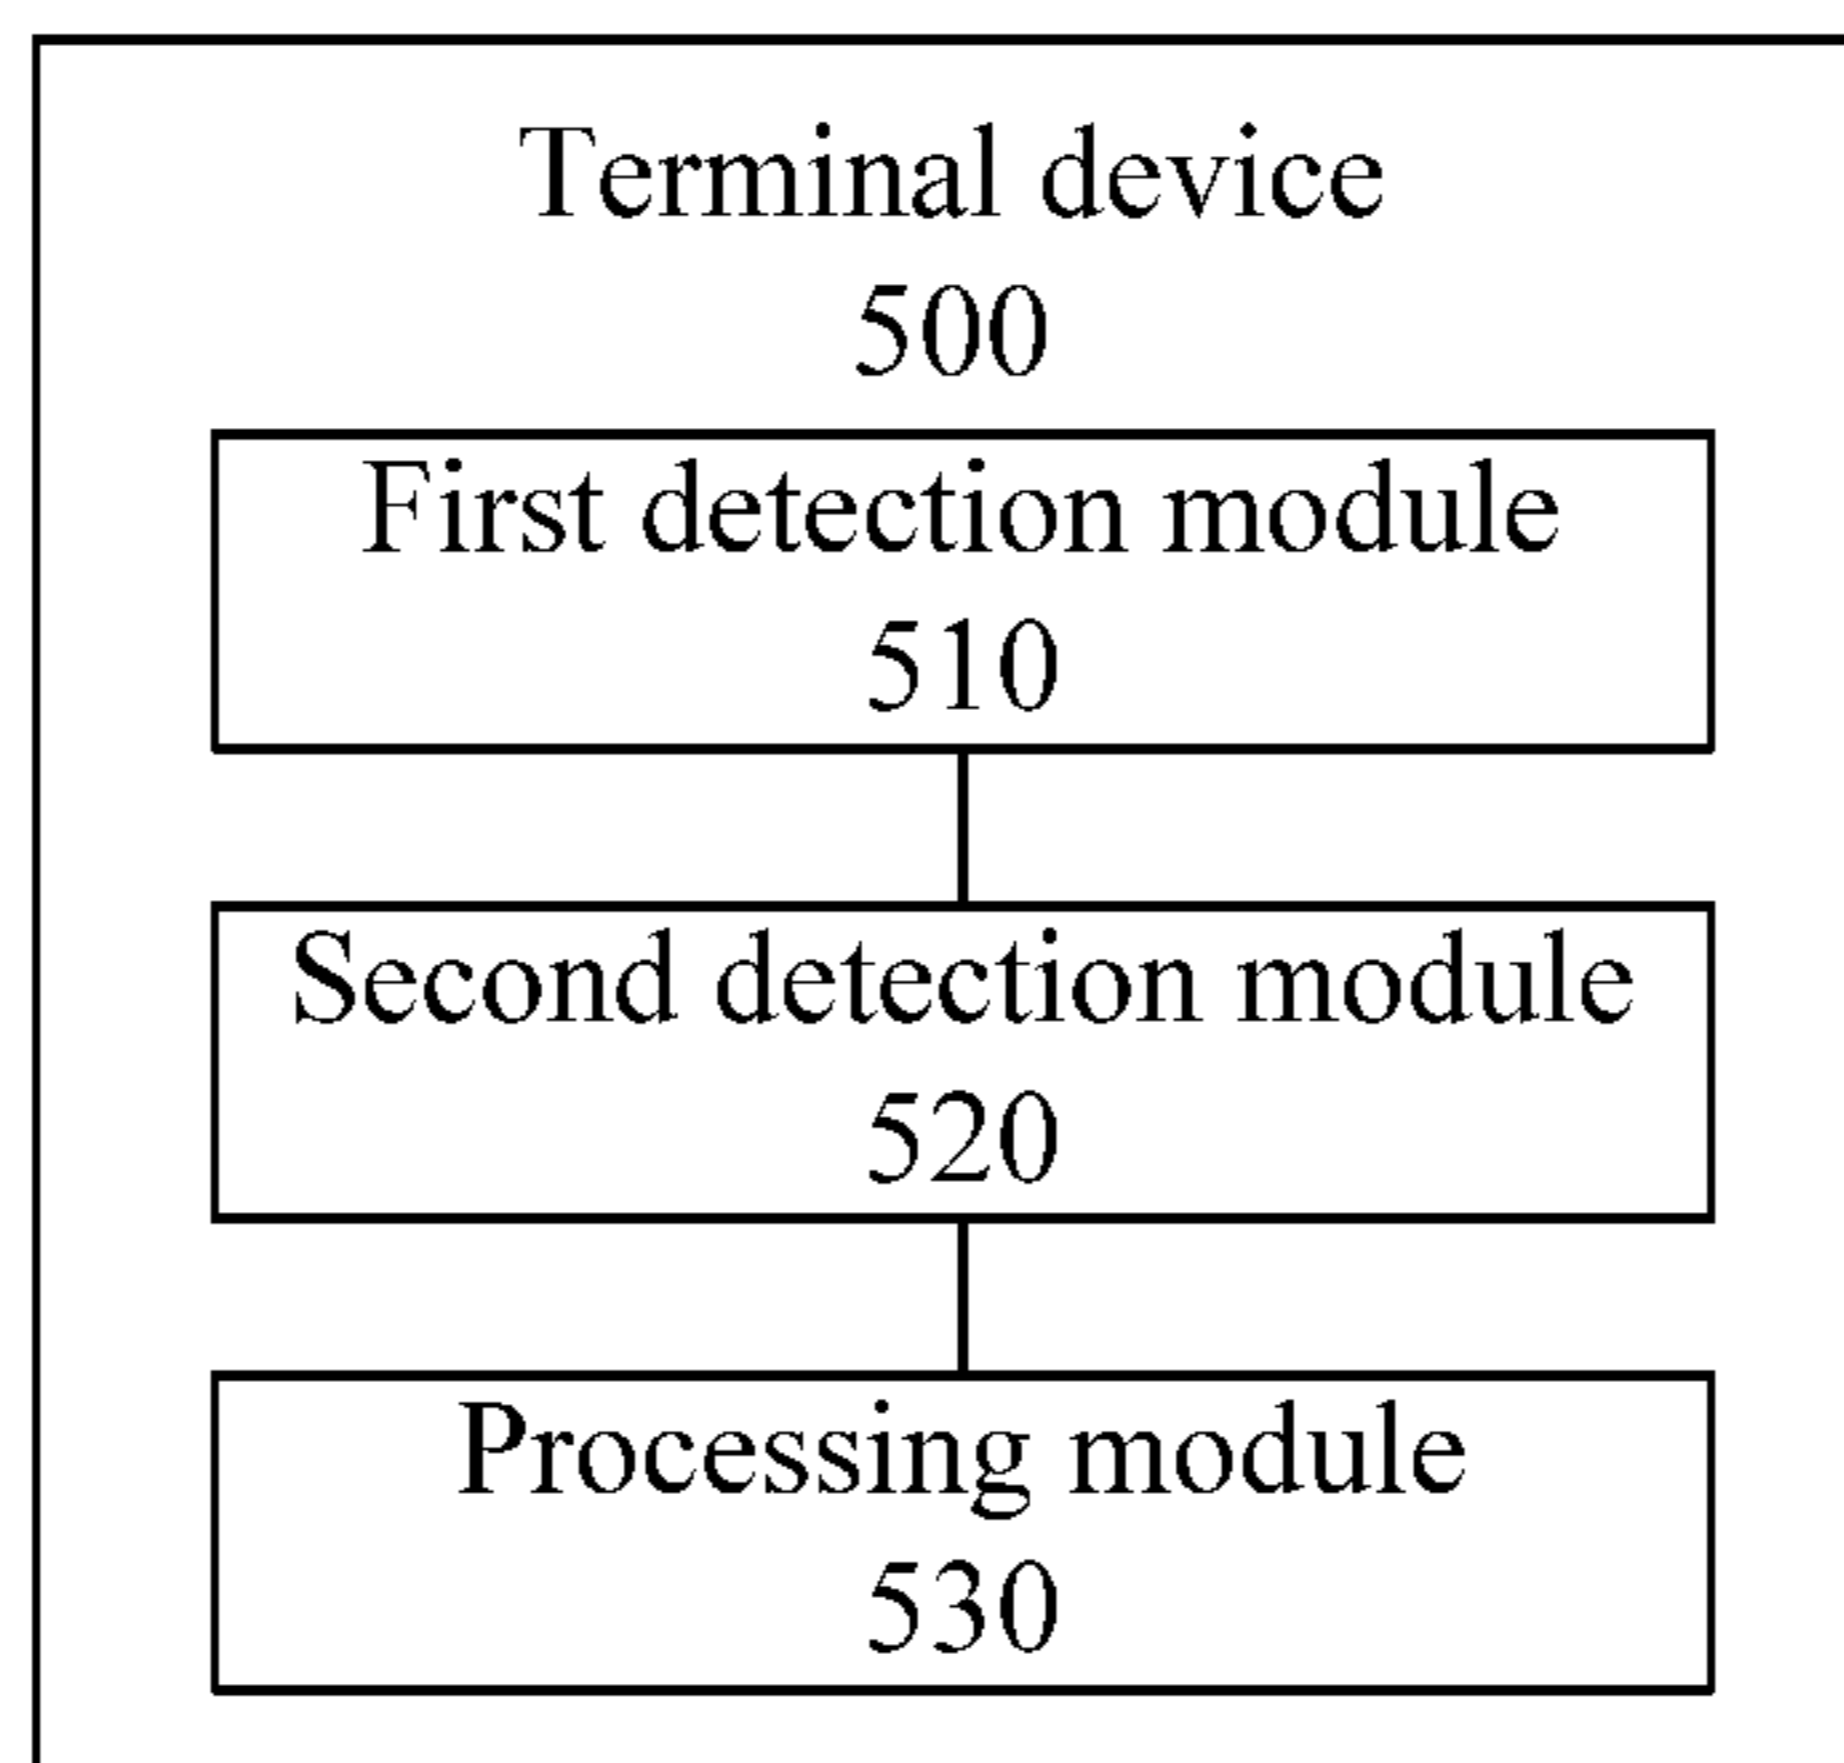 Terminal device
500
First detection module
510
Second detection module
520
Processing module
530